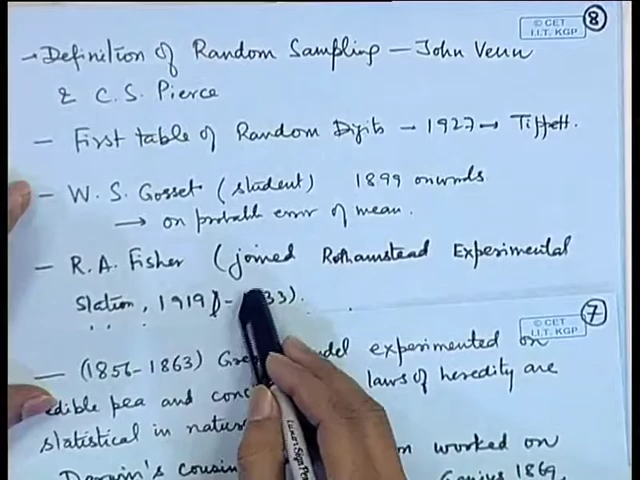 © CET
I.I.T. KGP
8
→ Definition of Random Sampling — John Venn
& C.S. Pierce
— First table of Random Digits — 1927 → Tippett.
— W. S. Gosset (student) 1899 onwards
→ on probable error of mean.
— R.A. Fisher (joined Rothamstead Experimental
Station, 1919) - 33).
© CET
I.I.T. KGP
7
— (1856-1863) experimented on
edible pea and laws of heredity are
statistical in worked on
Darwin's cousin Genius 1869,